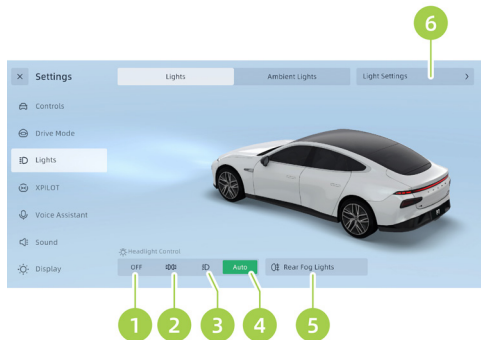 6
× Settings
Lights
Ambient Lights
Light Settings >
Controls
Drive Mode
Lights
XPILOT
Voice Assistant
Sound
Display
Headlight Control
OFF
Auto
Rear Fog Lights
1
2
3
4
5